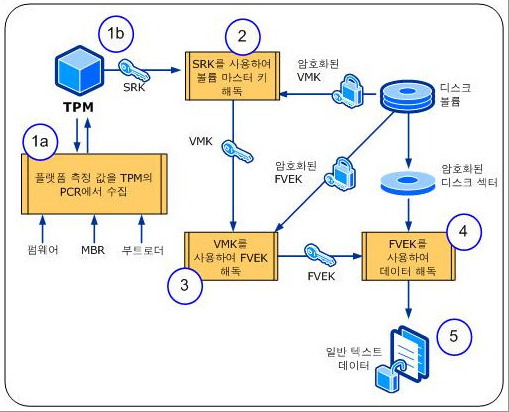 1b
2
SRK를 사용하여
볼륨 마스터 키
해독
암호화된
VMK
디스크
볼륨
SRK
TPM
1a
VMK
암호화된
FVEK
암호화된
디스크 섹터
플랫폼 측정 값을 TPM의
PCR에서 수집
펌웨어
MBR
부트로더
VMK를
사용하여 FVEK
해독
3
FVEK
FVEK를
사용하여
데이터 해독
4
5
일반 텍스트
데이터